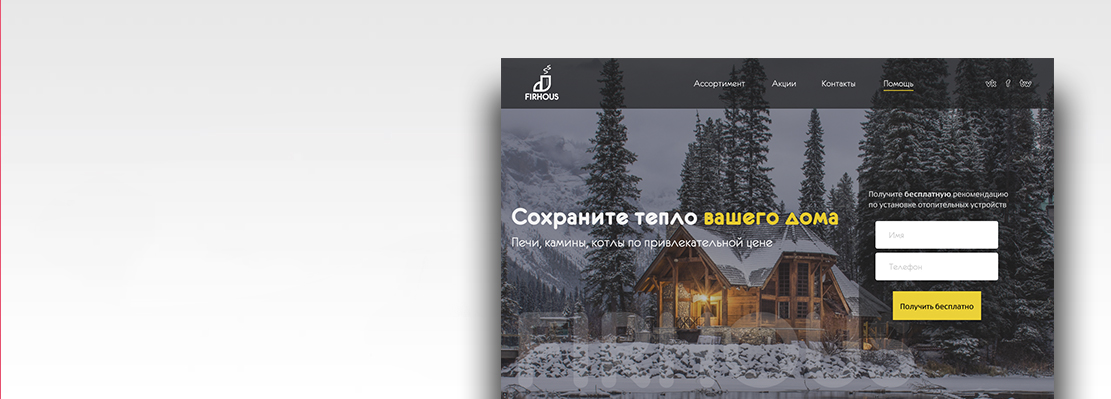 FIRHOUS
Ассортимент Акции Контакты Помощь vk f tw
Получите бесплатную рекомендацию
по установке отопительных устройств
Сохраните тепло вашего дома
Печи, камины, котлы по привлекательной цене
Имя
Телефон
Получить бесплатно
FIRHOUS